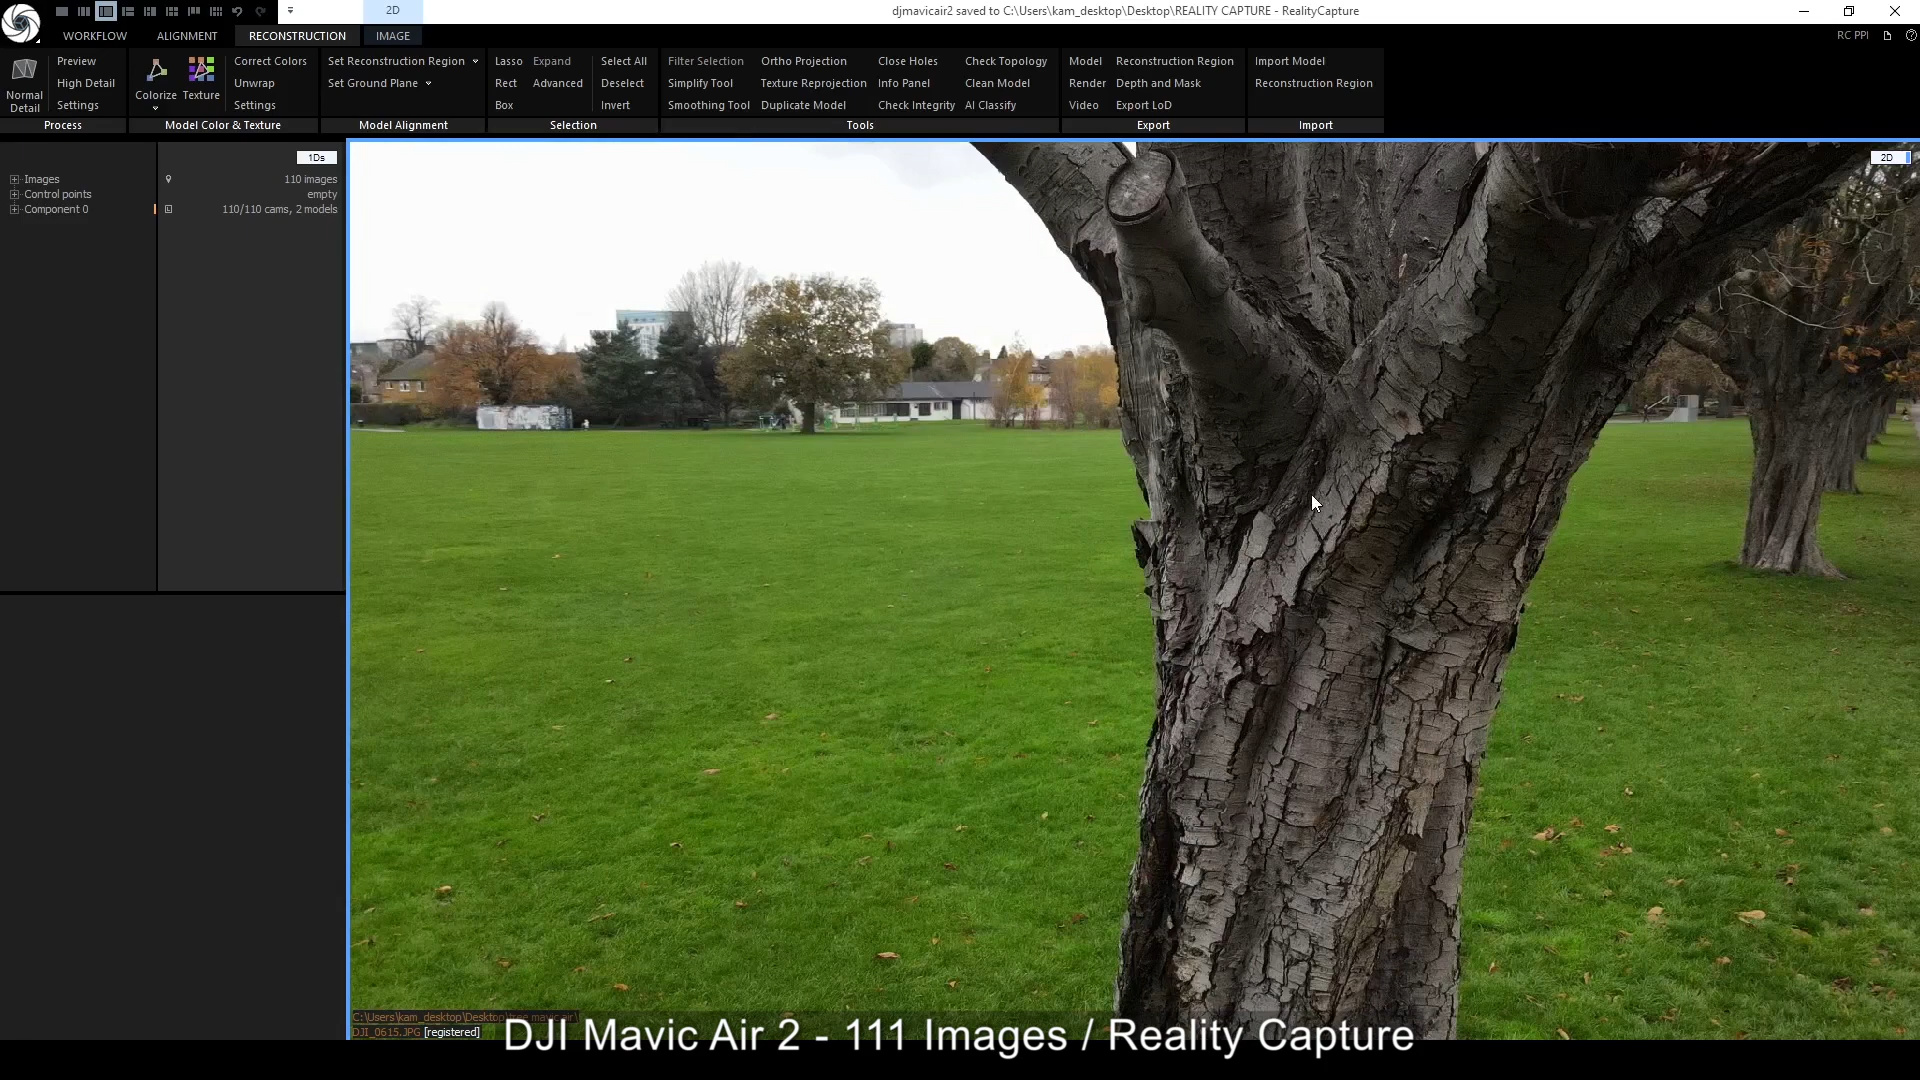 2D
djmavicair2 saved to C:\Users\kam_desktop\Desktop\REALITY CAPTURE - RealityCapture
WORKFLOW ALIGNMENT RECONSTRUCTION IMAGE
RC PPI
Normal Detail
Preview
High Detail
Settings
Process
Colorize
Texture
Correct Colors
Unwrap
Settings
Model Color & Texture
Set Reconstruction Region
Set Ground Plane
Model Alignment
Lasso Expand Select All
Rect Advanced Deselect
Box Invert
Selection
Filter Selection Ortho Projection Close Holes Check Topology
Simplify Tool Texture Reprojection Info Panel Clean Model
Smoothing Tool Duplicate Model Check Integrity AI Classify
Tools
Model Reconstruction Region
Render Depth and Mask
Video Export LoD
Export
Import Model
Reconstruction Region
Import
1Ds
Images 110 images
Control points empty
Component 0 110/110 cams, 2 models
2D
C:\Users\kam_desktop\Desktop\tree mavic air\
DJI_0615.JPG [registered]
DJI Mavic Air 2 - 111 Images / Reality Capture